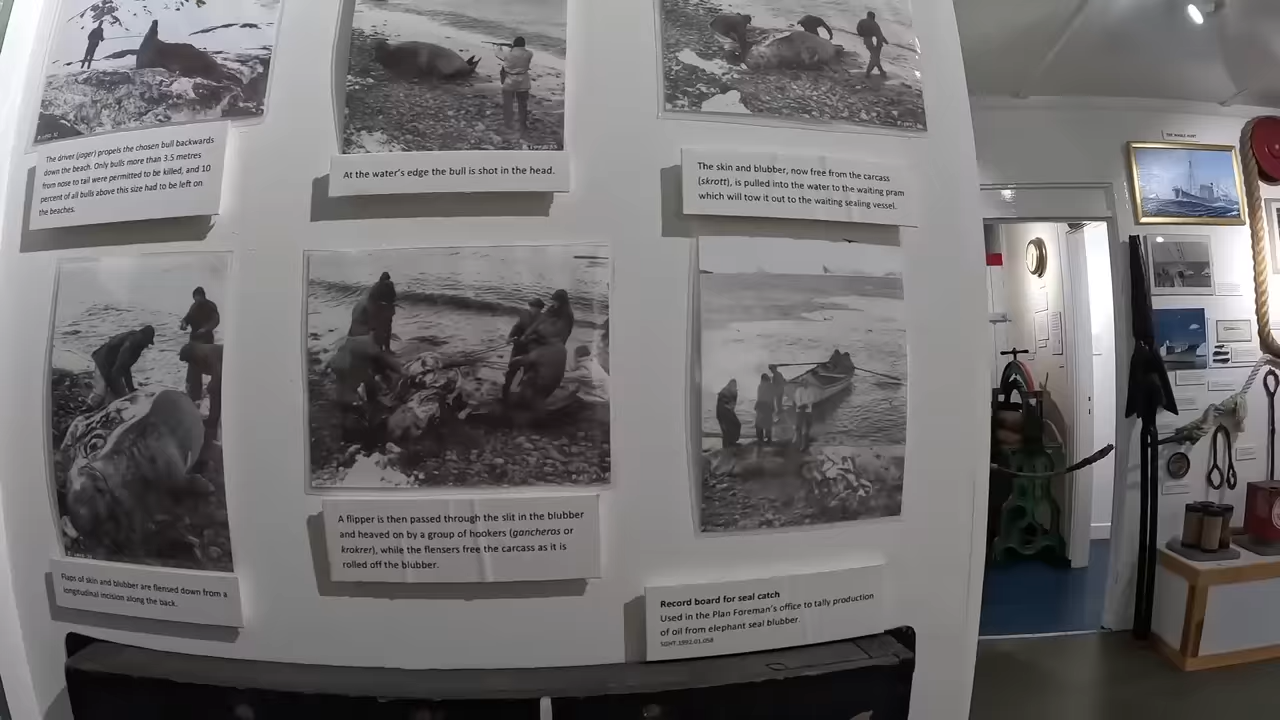 The driver (jager) propels the chosen bull backwards
down the beach. Only bulls more than 3.5 metres
from nose to tail were permitted to be killed, and 10
percent of all bulls above this size had to be left on
the beaches.
At the water's edge the bull is shot in the head.
The skin and blubber, now free from the carcass
(skrott), is pulled into the water to the waiting pram
which will tow it out to the waiting sealing vessel.
Flaps of skin and blubber are flensed down from a
longitudinal incision along the back.
A flipper is then passed through the slit in the blubber
and heaved on by a group of hookers (gancheras or
krokrer), while the flensers free the carcass as it is
rolled off the blubber.
Record board for seal catch
Used in the Plan Foreman's office to tally production
of oil from elephant seal blubber.